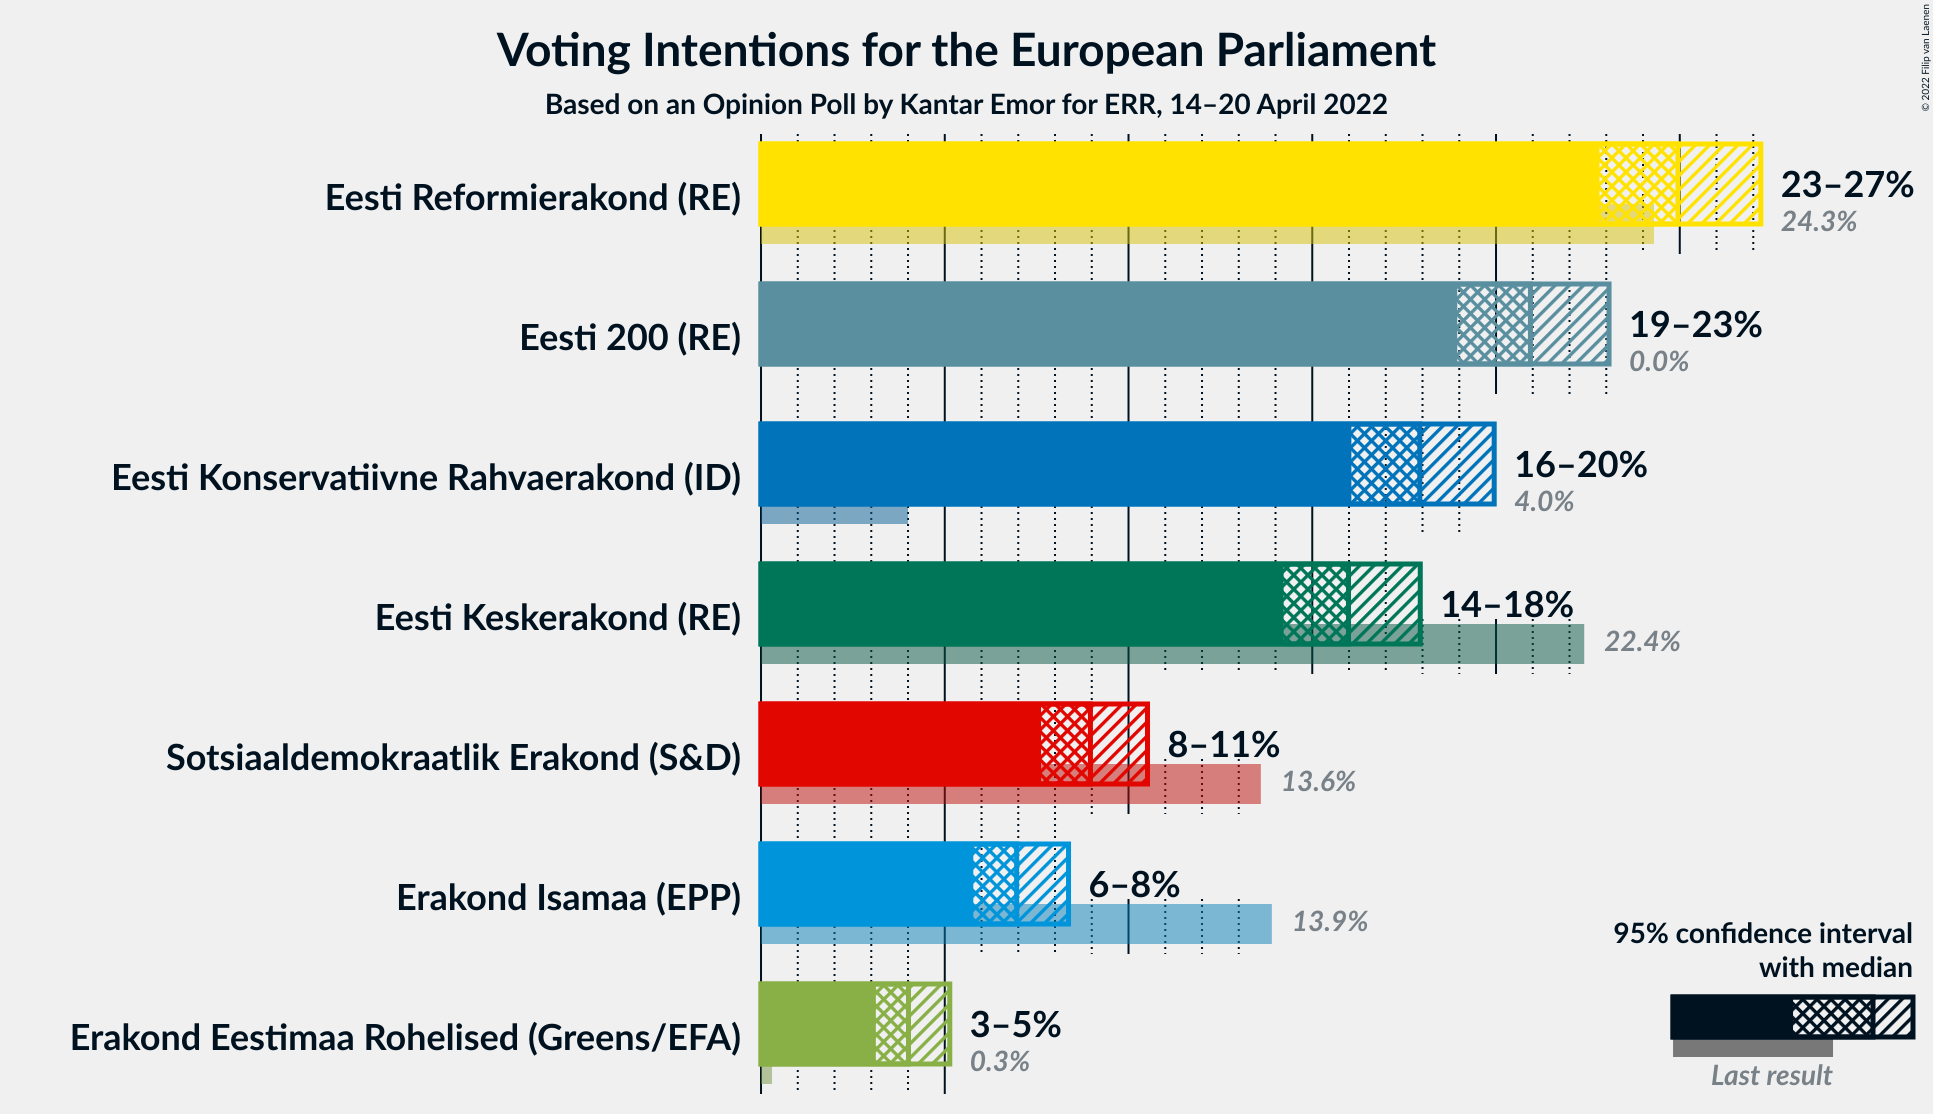 Voting Intentions for the European Parliament
Based on an Opinion Poll by Kantar Emor for ERR, 14–20 April 2022
© 2022 Filip van Laenen
Eesti Reformierakond (RE)
23–27%
24.3%
Eesti 200 (RE)
19–23%
0.0%
Eesti Konservatiivne Rahvaerakond (ID)
16–20%
4.0%
Eesti Keskerakond (RE)
14–18%
22.4%
Sotsiaaldemokraatlik Erakond (S&D)
8–11%
13.6%
Erakond Isamaa (EPP)
6–8%
13.9%
Erakond Eestimaa Rohelised (Greens/EFA)
3–5%
0.3%
95% confidence interval
with median
Last result